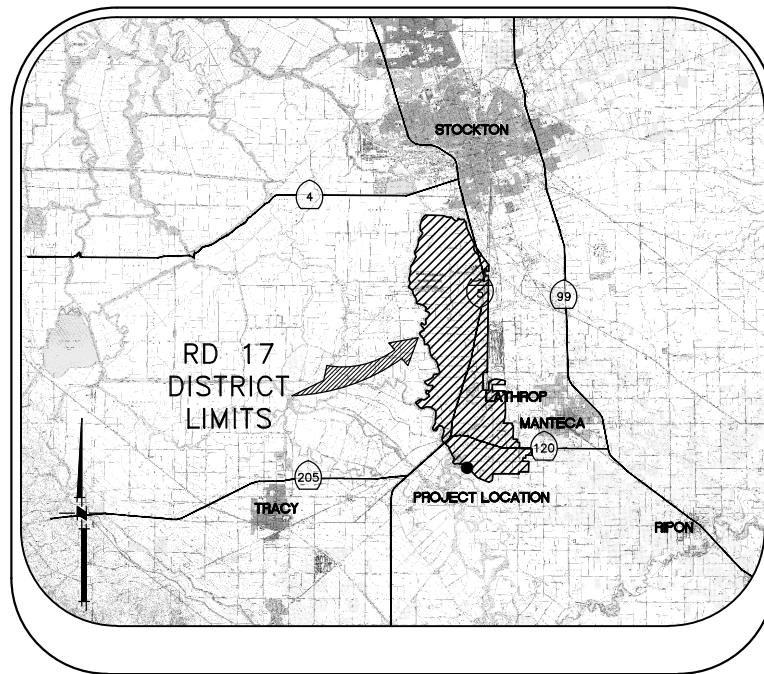 STOCKTON
4
5
99
RD 17
DISTRICT
LIMITS
LATHROP
MANTECA
120
205
PROJECT LOCATION
TRACY
RIPON